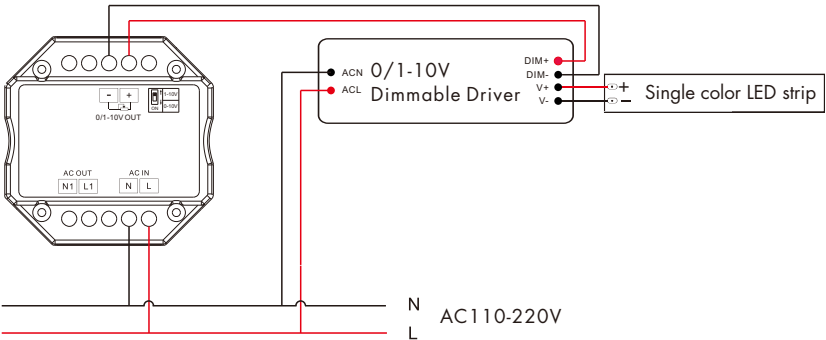 DIM+
ACN 0/1-10V DIM-
ACL Dimmable Driver V+
V-
+ Single color LED strip
−
- +
1-10V
0-10V
ON
0/1-10V OUT
AC OUT AC IN
N1 L1 N L
N
AC110-220V
L